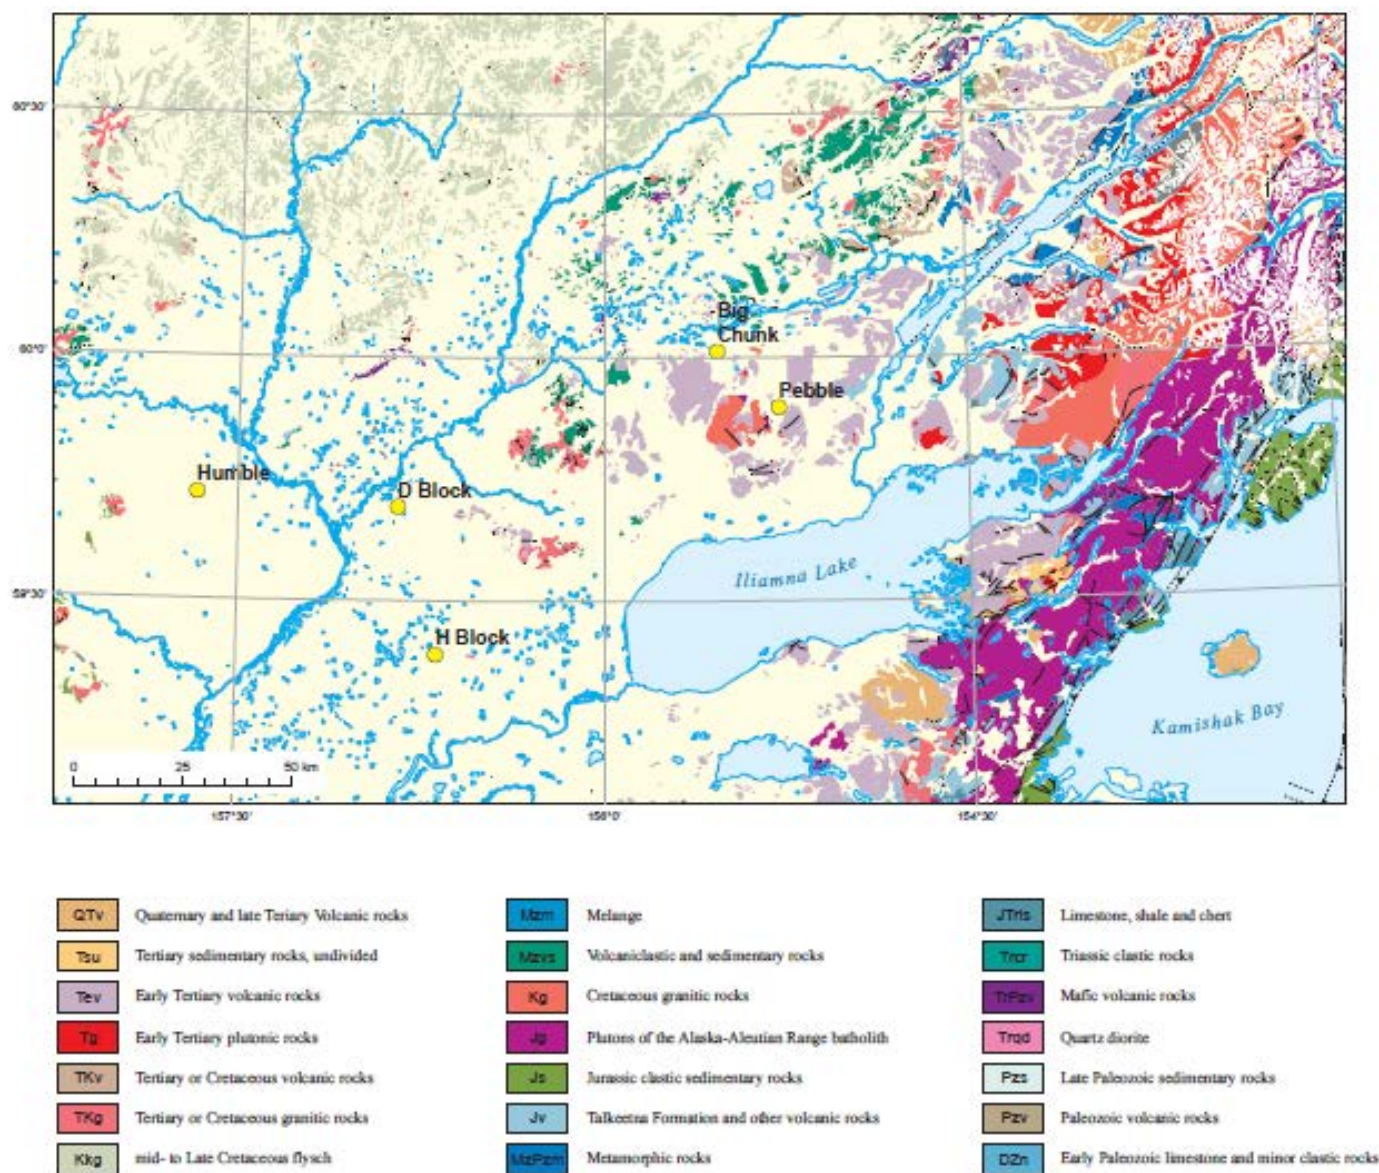 60°30'
Big
Chunk
60°0'
Pebble
Humble
D Block
Iliamna Lake
59°30'
H Block
Kamishak Bay
0 25 50 km
157°30'
156°0'
154°30'
QTv Quaternary and late Teriary Volcanic rocks
Tsu Tertiary sedimentary rocks, undivided
Tev Early Tertiary volcanic rocks
Tg Early Tertiary plutonic rocks
TKv Tertiary or Cretaceous volcanic rocks
TKg Tertiary or Cretaceous granitic rocks
Kkg mid- to Late Cretaceous flysch
Mzm Melange
Mzvs Volcaniclastic and sedimentary rocks
Kg Cretaceous granitic rocks
Jg Plutons of the Alaska-Aleutian Range batholith
Js Jurassic clastic sedimentary rocks
Jv Talkeetna Formation and other volcanic rocks
MzPzm Metamorphic rocks
JTrls Limestone, shale and chert
Trcr Triassic clastic rocks
TrPzv Mafic volcanic rocks
Trqd Quartz diorite
Pzs Late Paleozoic sedimentary rocks
Pzv Paleozoic volcanic rocks
DZn Early Paleozoic limestone and minor clastic rocks